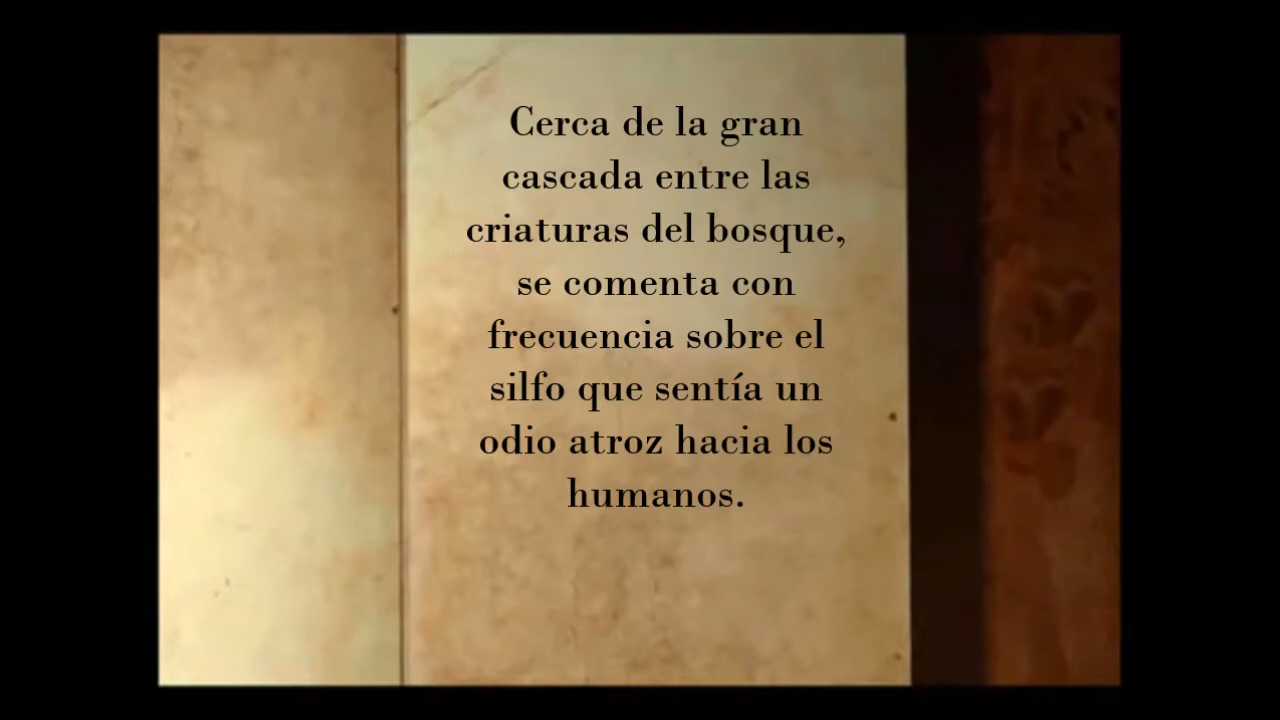 Cerca de la gran
cascada entre las
criaturas del bosque,
se comenta con
frecuencia sobre el
silfo que sentía un
odio atroz hacia los
humanos.